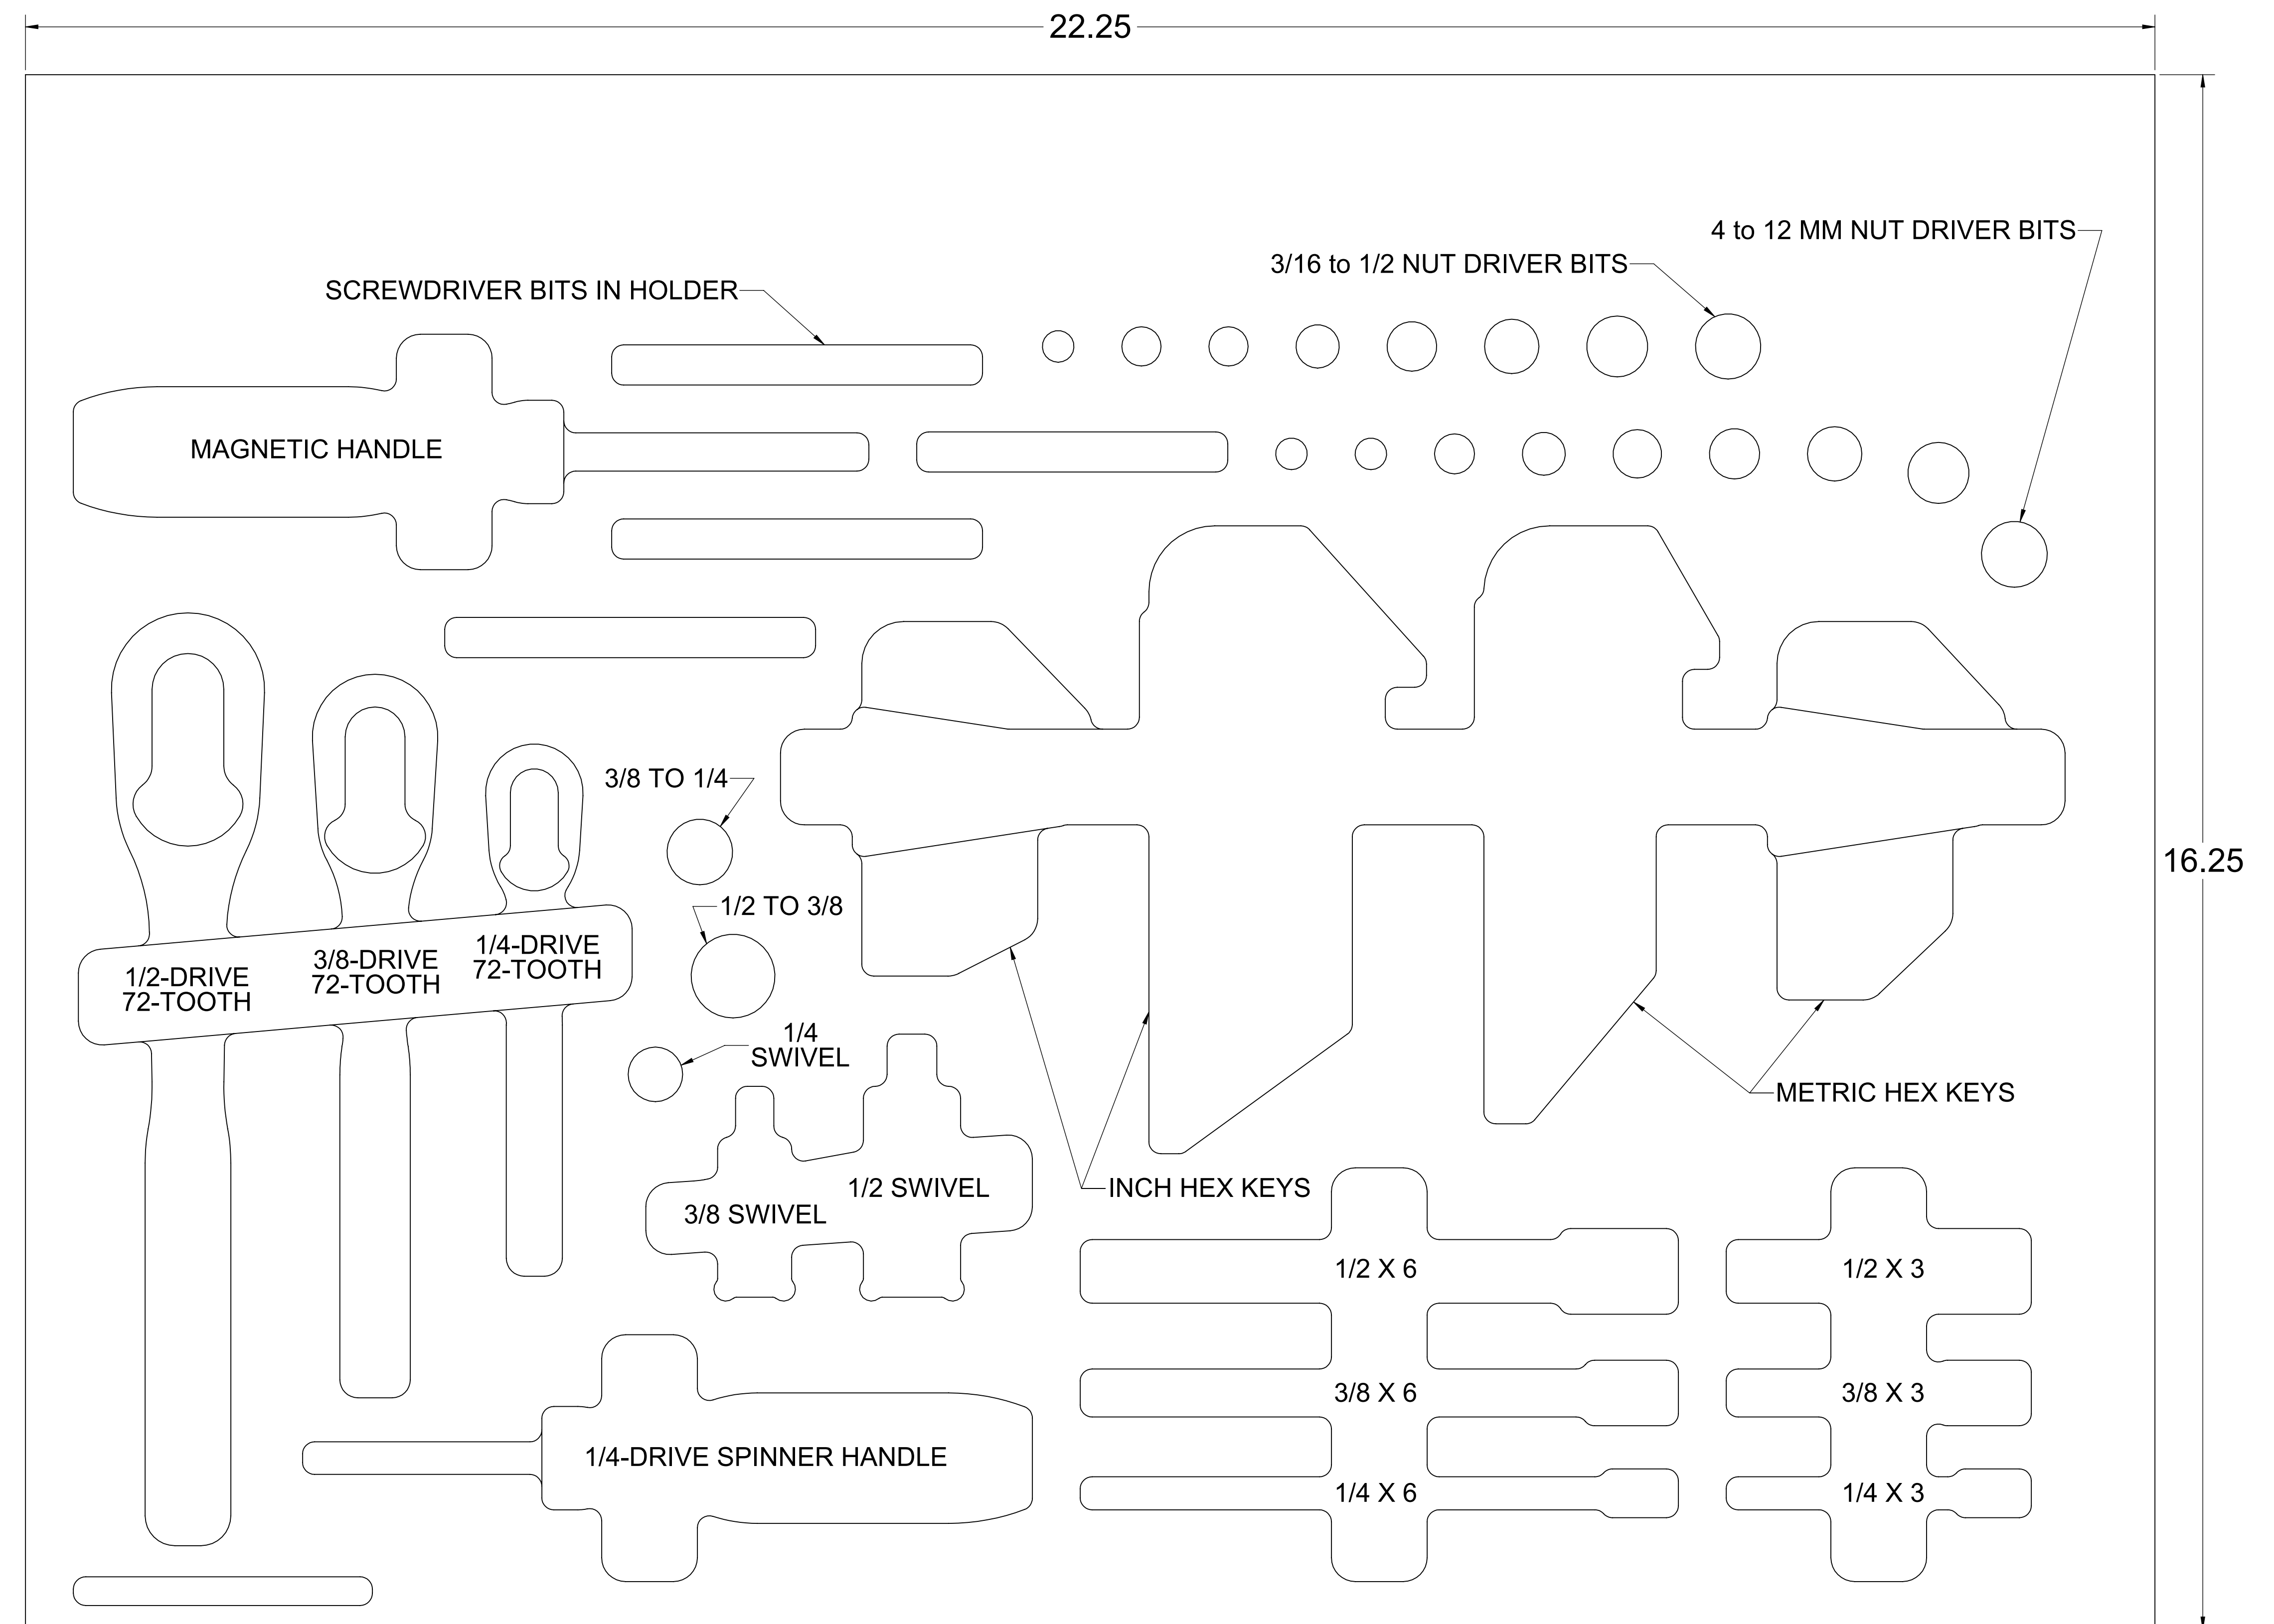 22.25
4 to 12 MM NUT DRIVER BITS
3/16 to 1/2 NUT DRIVER BITS
SCREWDRIVER BITS IN HOLDER
MAGNETIC HANDLE
3/8 TO 1/4
16.25
1/2 TO 3/8
1/2-DRIVE
72-TOOTH
3/8-DRIVE
72-TOOTH
1/4-DRIVE
72-TOOTH
1/4
SWIVEL
METRIC HEX KEYS
1/2 SWIVEL
INCH HEX KEYS
3/8 SWIVEL
1/2 X 6
1/2 X 3
3/8 X 6
3/8 X 3
1/4-DRIVE SPINNER HANDLE
1/4 X 6
1/4 X 3